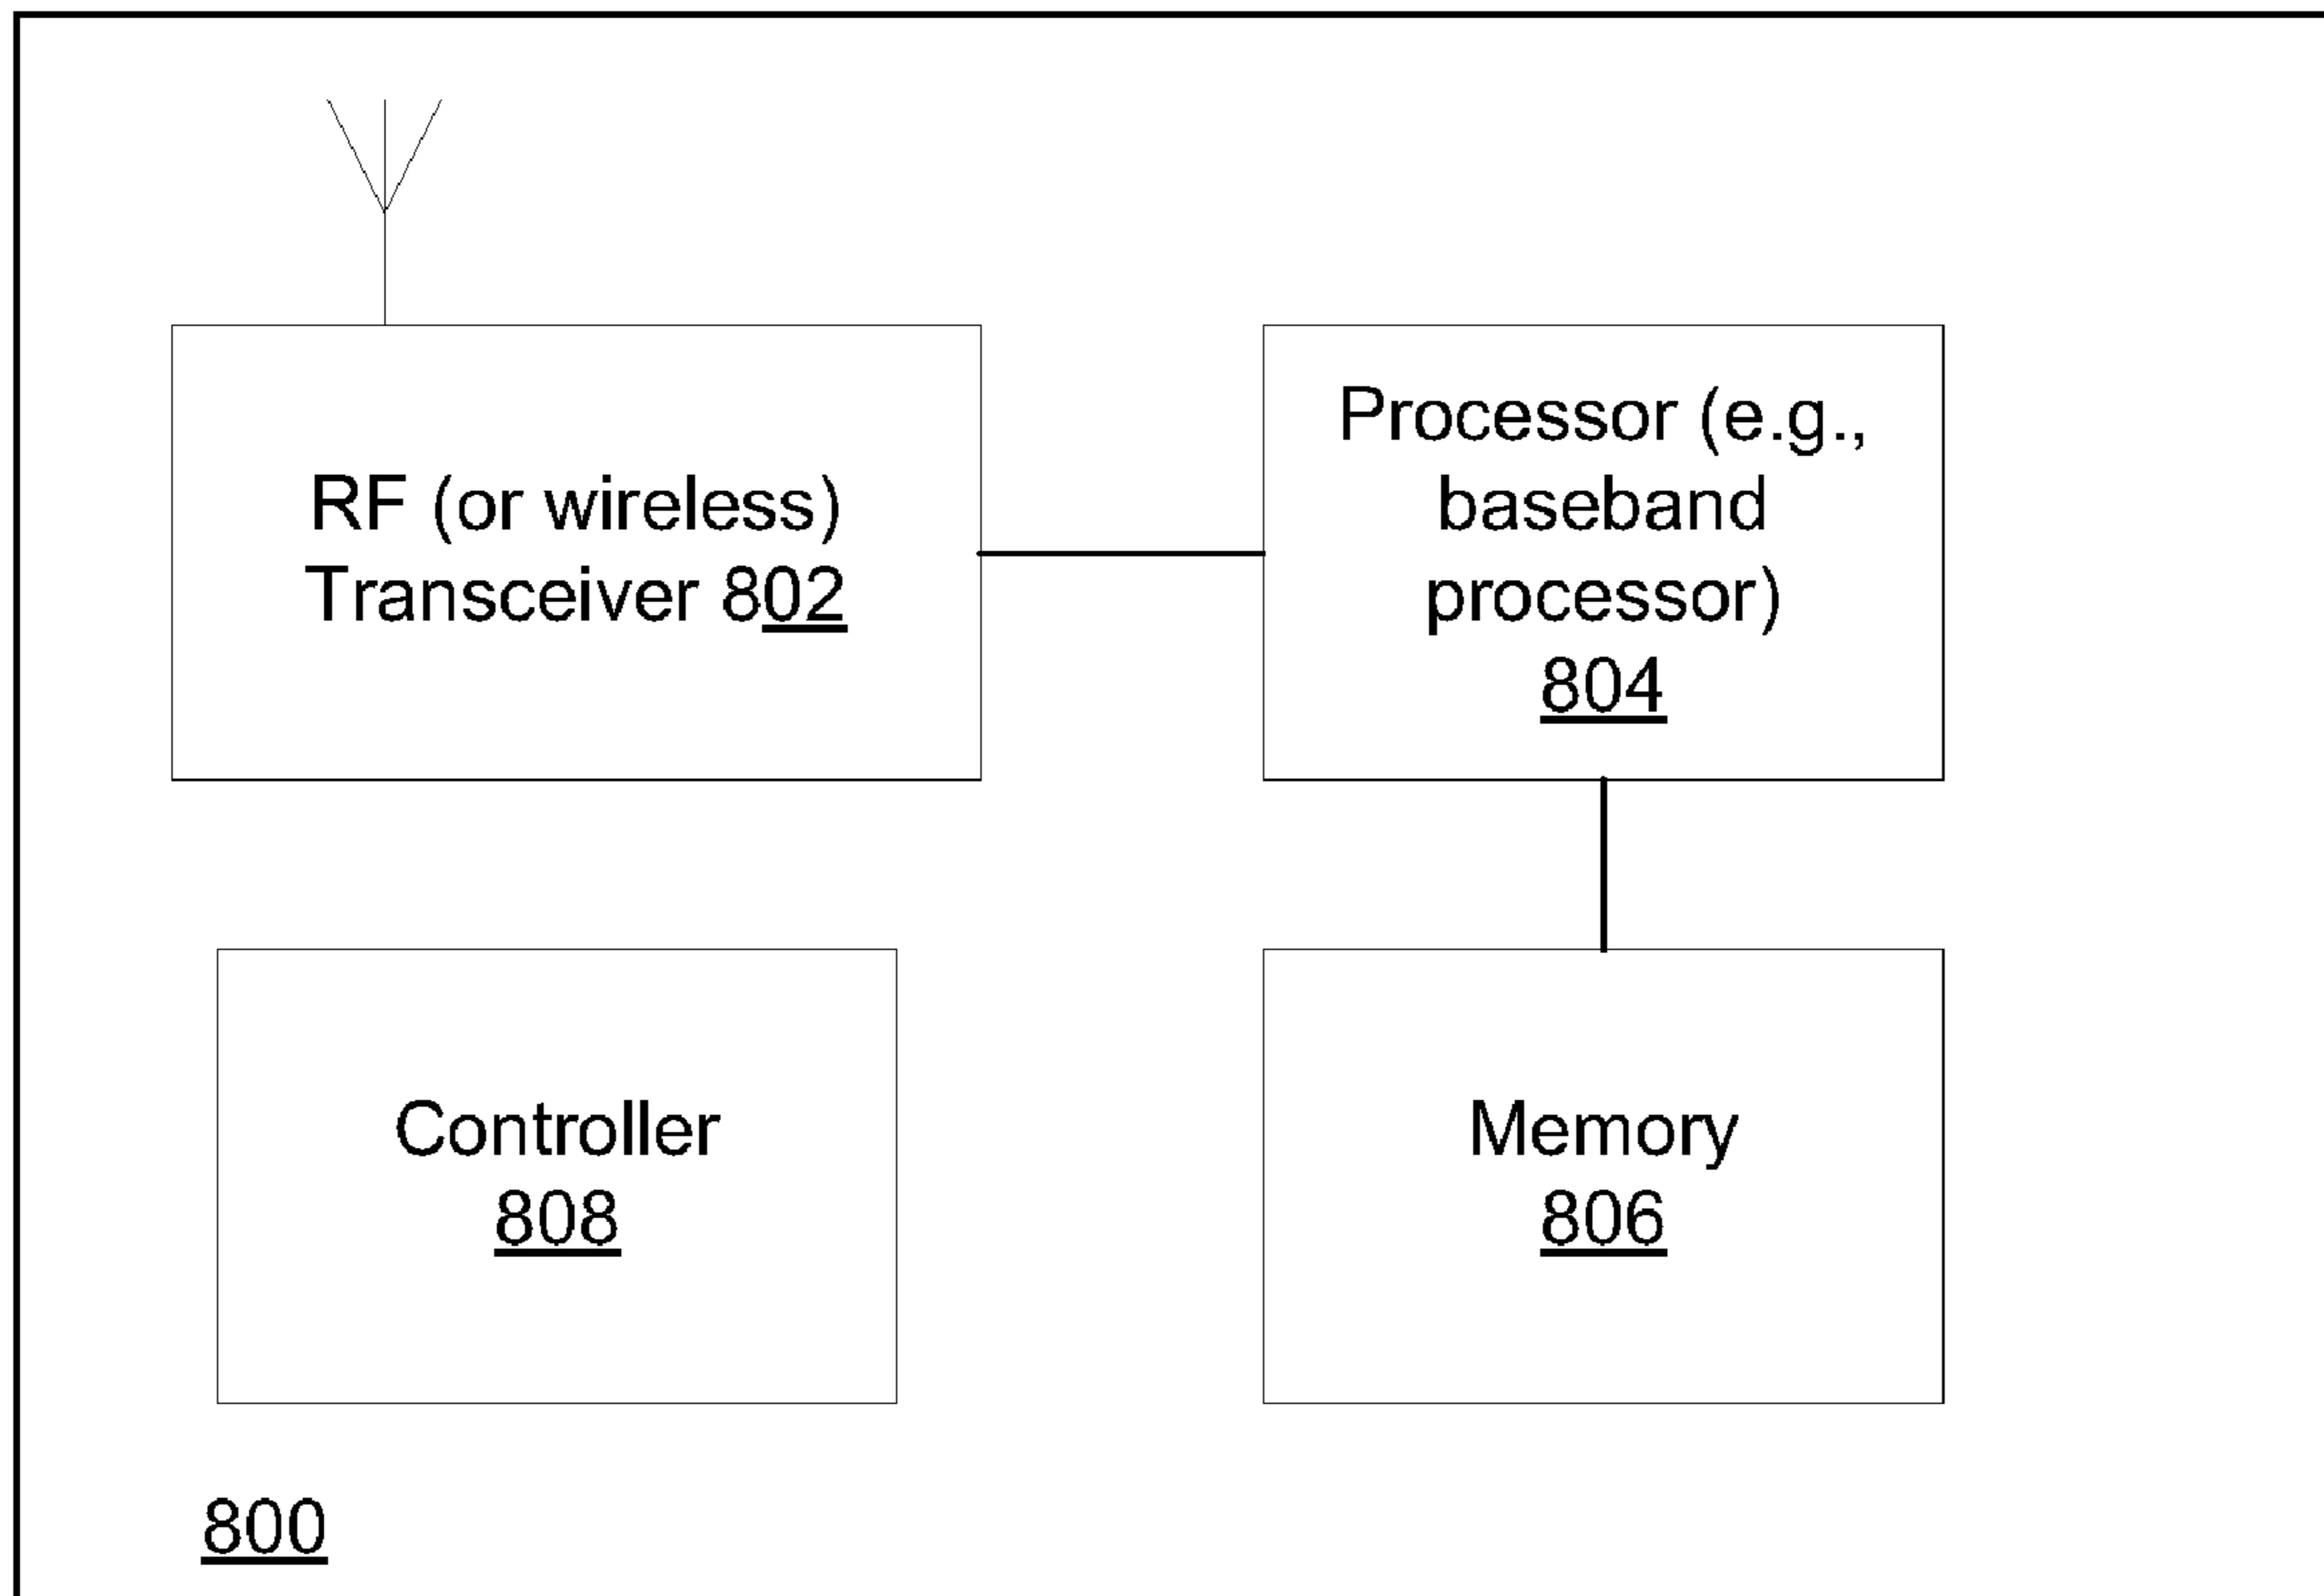 RF (or wireless)
Transceiver 802
Processor (e.g.,
baseband
processor)
804
Controller
808
Memory
806
800